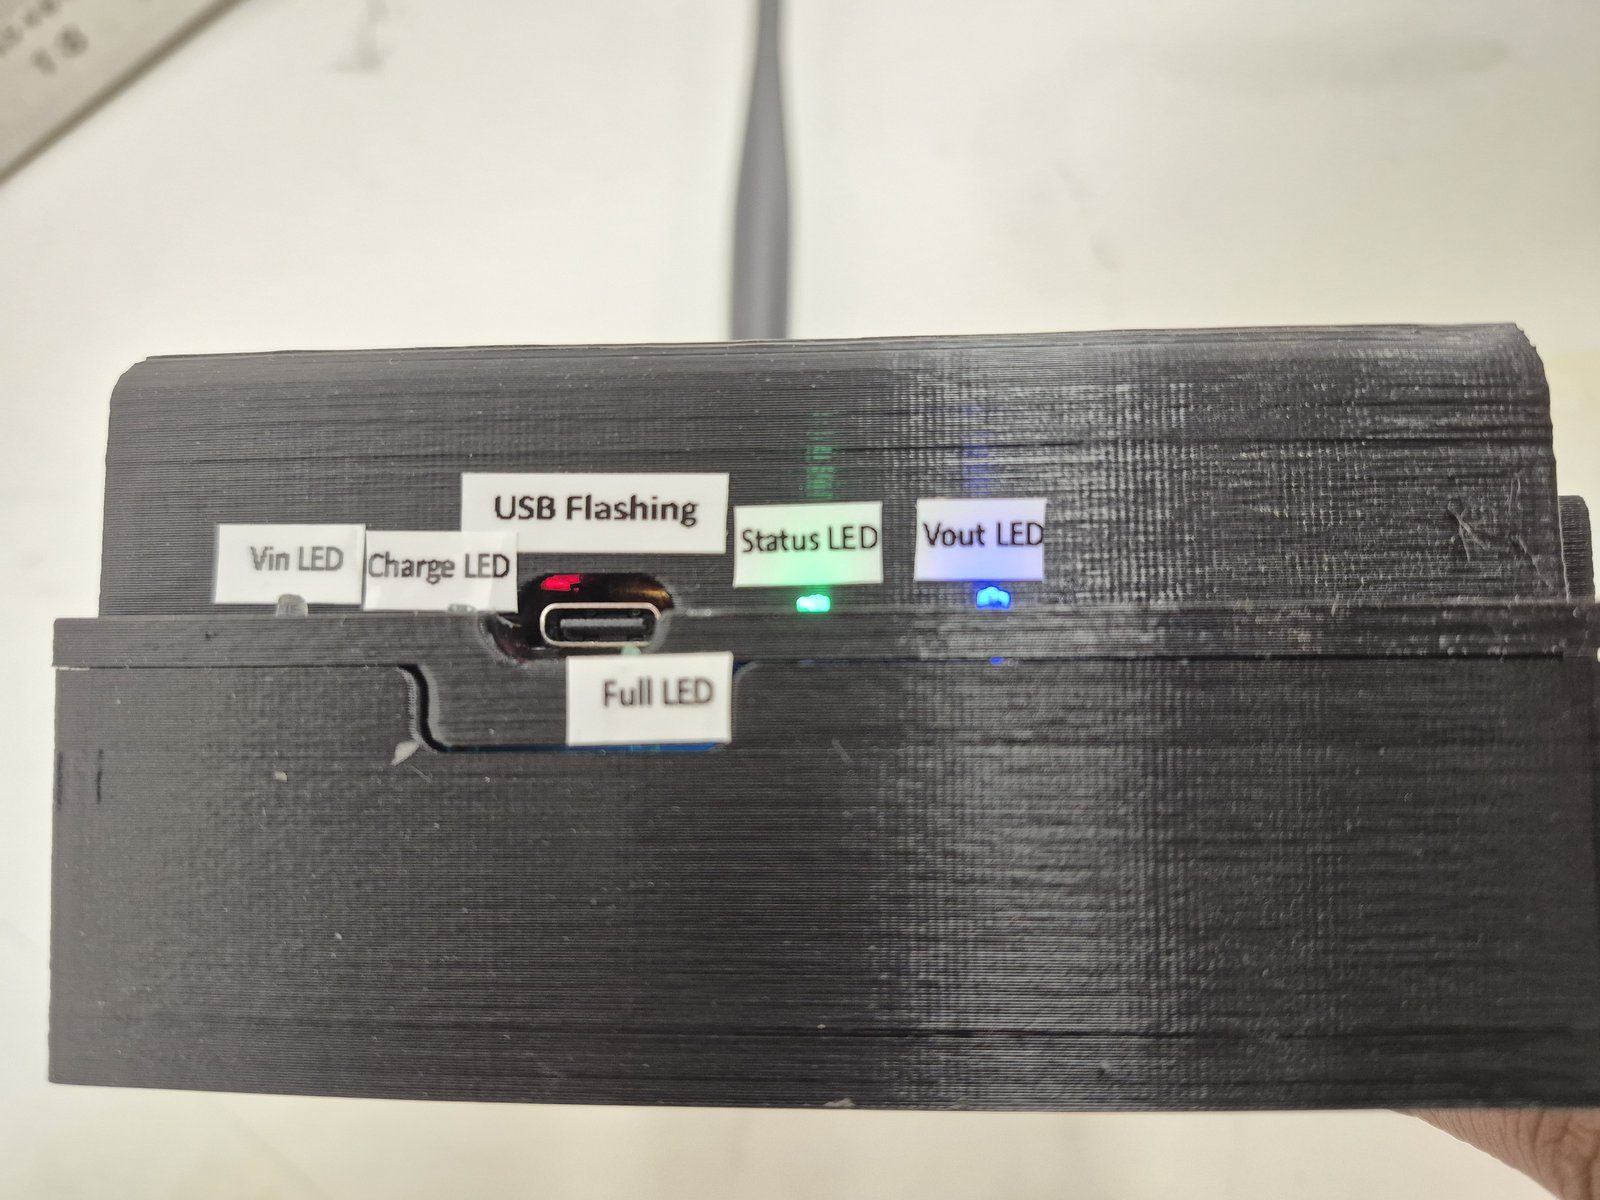 USB Flashing
Vin LED
Charge LED
Status LED
Vout LED
Full LED